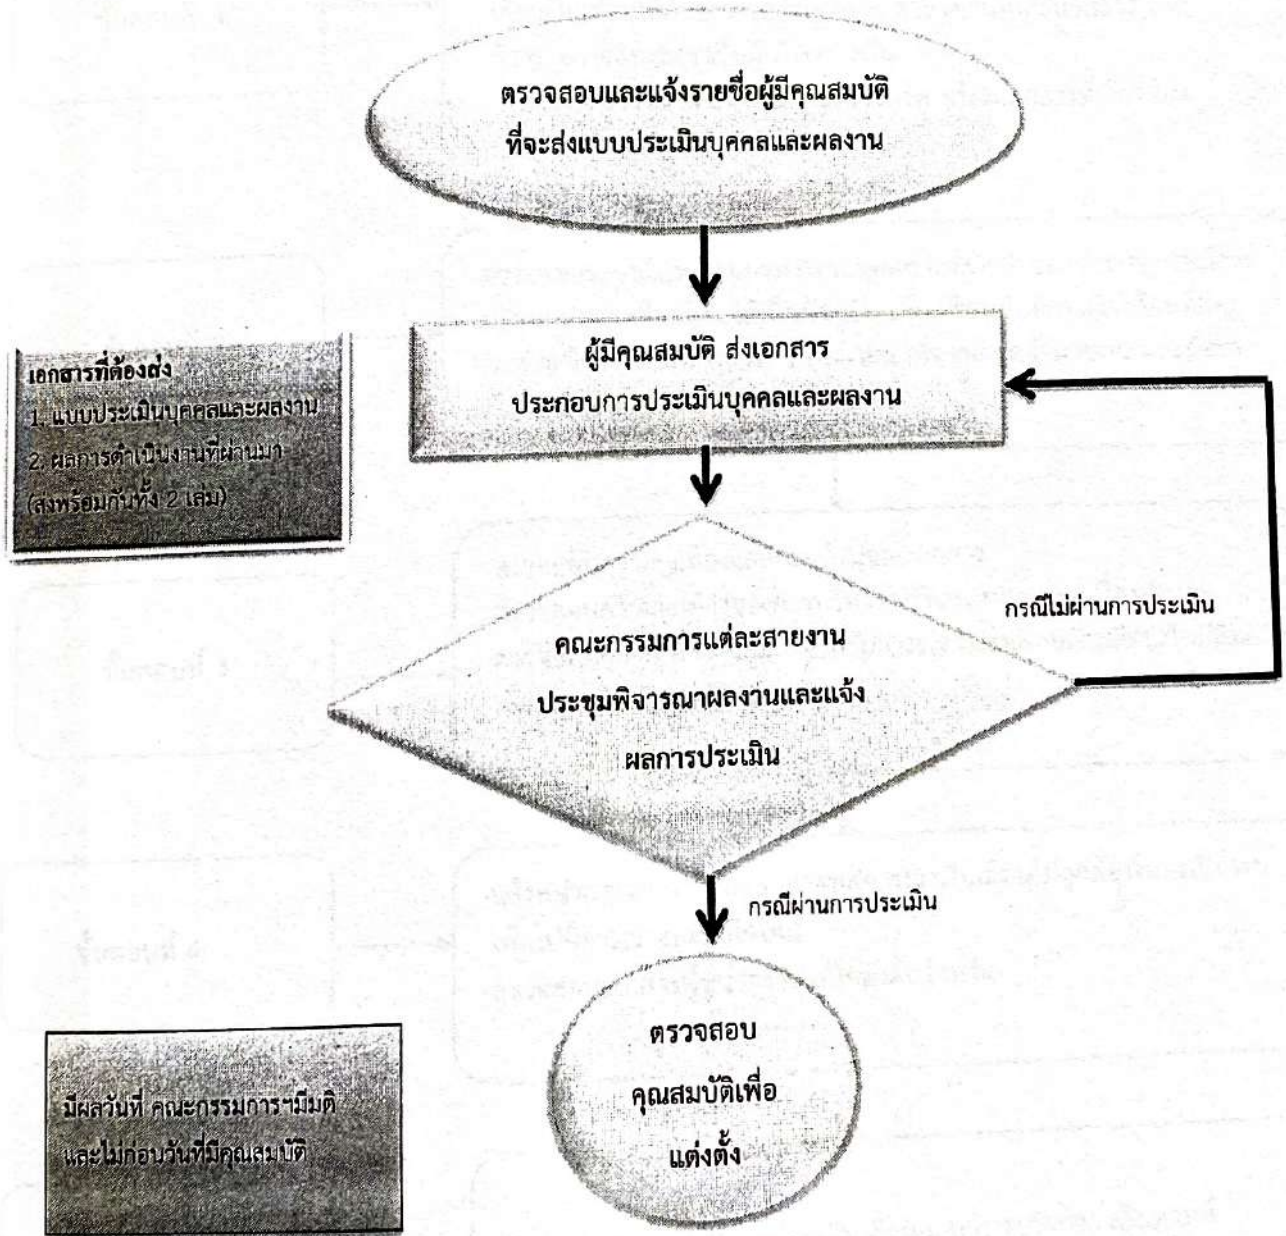 ตรวจสอบและแจ้งรายชื่อผู้มีคุณสมบัติ
ที่จะส่งแบบประเมินบุคคลและผลงาน
ผู้มีคุณสมบัติ ส่งเอกสาร
ประกอบการประเมินบุคคลและผลงาน
เอกสารที่ต้องส่ง
1. แบบประเมินบุคคลและผลงาน
2. ผลการดำเนินงานที่ผ่านมา
(ส่งพร้อมกันทั้ง 2 เล่ม)
กรณีไม่ผ่านการประเมิน
คณะกรรมการแต่ละสายงาน
ประชุมพิจารณาผลงานและแจ้ง
ผลการประเมิน
กรณีผ่านการประเมิน
ตรวจสอบ
คุณสมบัติเพื่อ
แต่งตั้ง
มีผลวันที่ คณะกรรมการฯมีมติ
และไม่ก่อนวันที่มีคุณสมบัติ